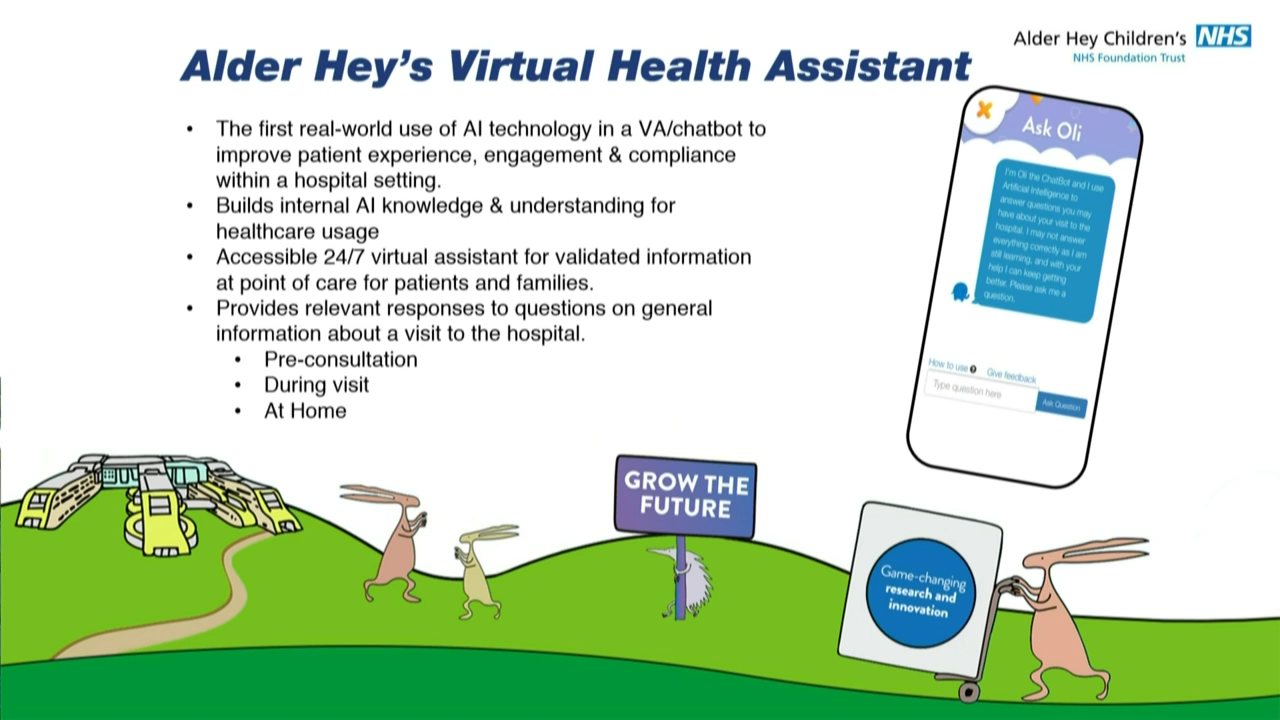 Alder Hey Children's NHS
NHS Foundation Trust
Alder Hey's Virtual Health Assistant
• The first real-world use of AI technology in a VA/chatbot to
improve patient experience, engagement & compliance
within a hospital setting.
• Builds internal AI knowledge & understanding for
healthcare usage
• Accessible 24/7 virtual assistant for validated information
at point of care for patients and families.
• Provides relevant responses to questions on general
information about a visit to the hospital.
• Pre-consultation
• During visit
• At Home
Ask Oli
I'm Oli the ChatBot and I use
Artificial Intelligence to
answer questions you may
have about your visit to the
hospital. I may not answer
everything correctly as I am
still learning, and with your
help I can keep getting
better. Please ask me a
question.
How to use ? Give feedback
Type question here
Ask Question
GROW THE
FUTURE
Game-changing
research and
innovation